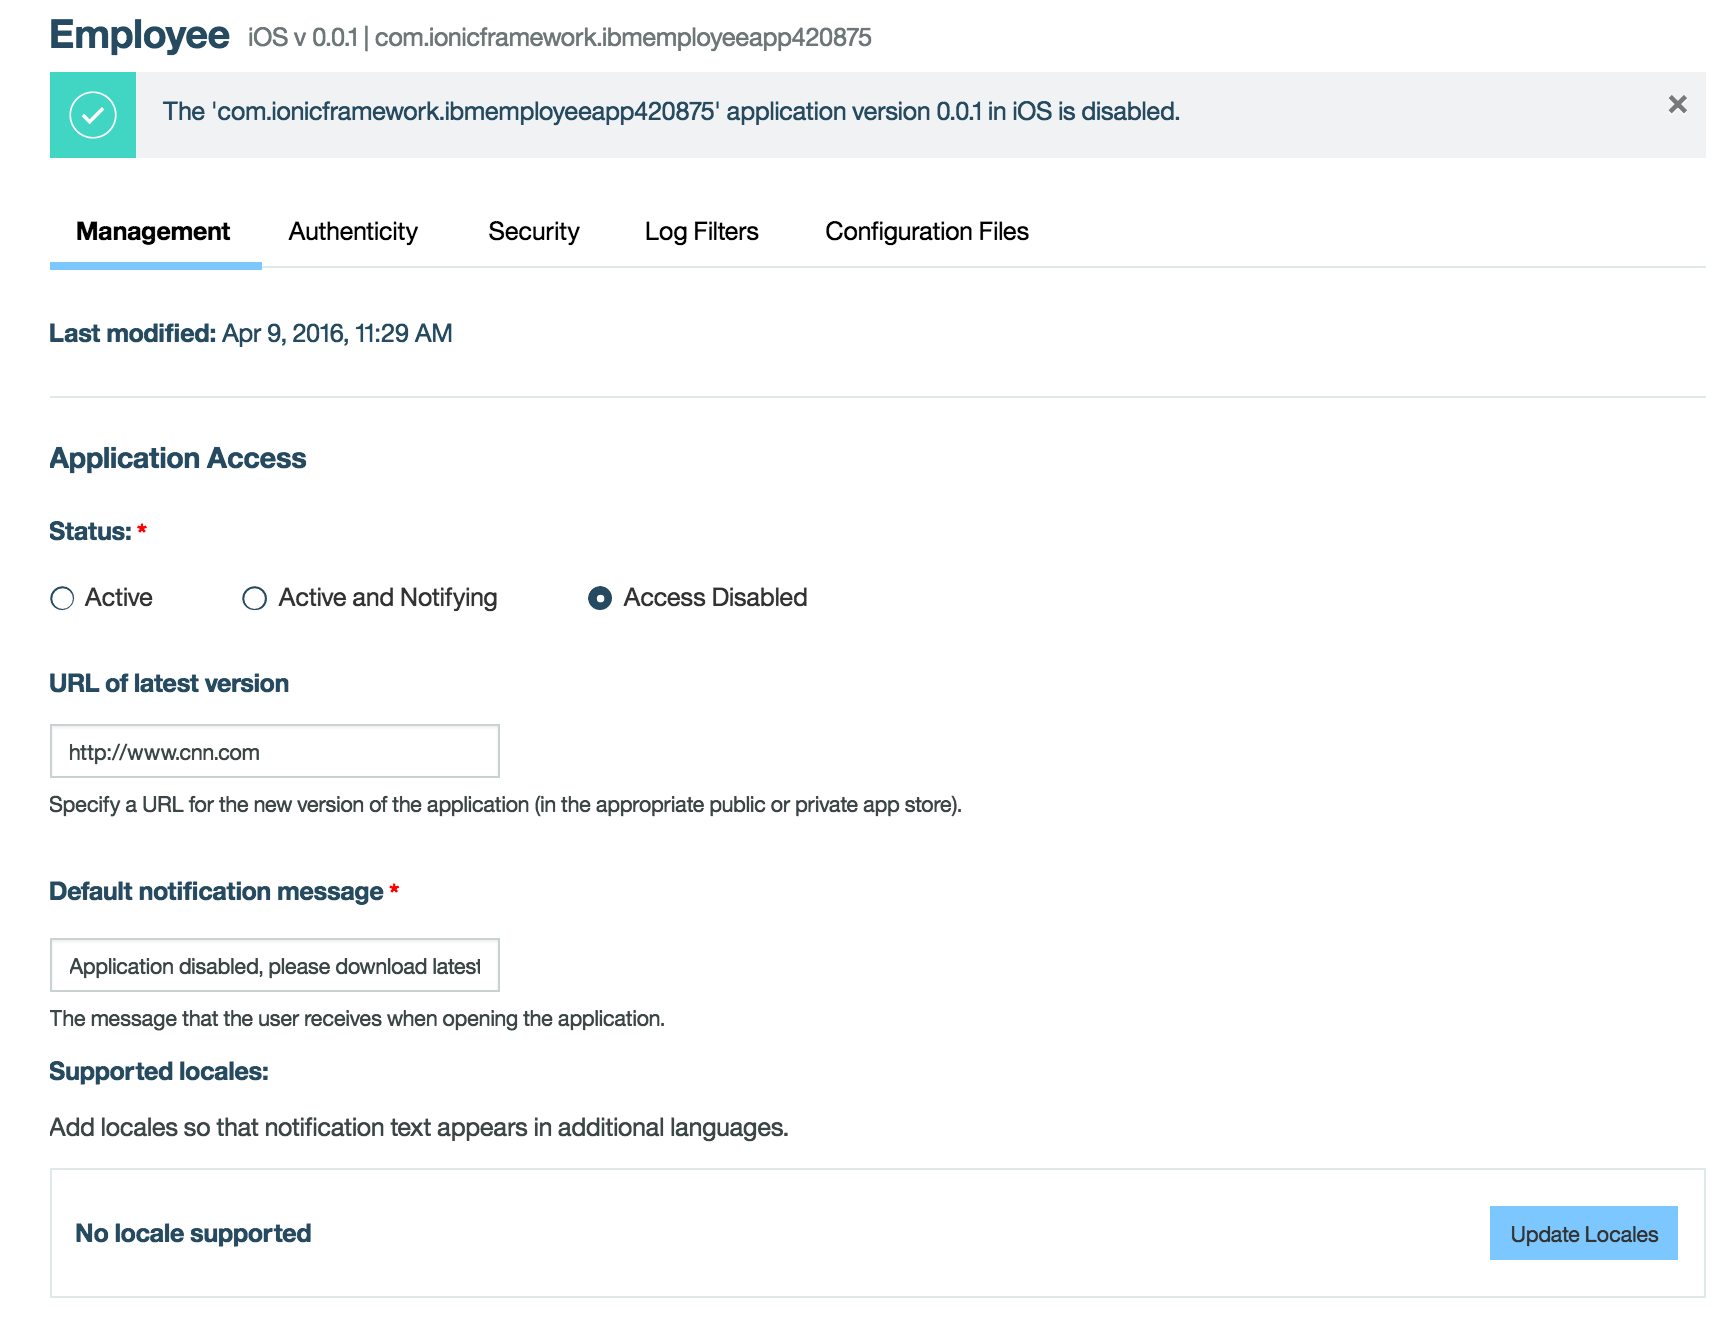 Employee iOS v 0.0.1 | com.ionicframework.ibmemployeeapp420875
The 'com.ionicframework.ibmemployeeapp420875' application version 0.0.1 in iOS is disabled.
Management Authenticity Security Log Filters Configuration Files
Last modified: Apr 9, 2016, 11:29 AM
Application Access
Status: *
Active Active and Notifying Access Disabled
URL of latest version
http://www.cnn.com
Specify a URL for the new version of the application (in the appropriate public or private app store).
Default notification message *
Application disabled, please download latest
The message that the user receives when opening the application.
Supported locales:
Add locales so that notification text appears in additional languages.
No locale supported Update Locales